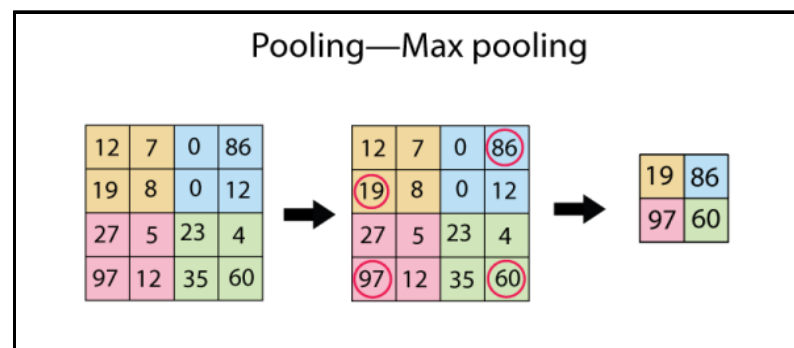 Pooling—Max pooling
12 7 0 86 12 7 0 86
19 8 0 12 19 8 0 12 19 86
27 5 23 4 27 5 23 4 97 60
97 12 35 60 97 12 35 60